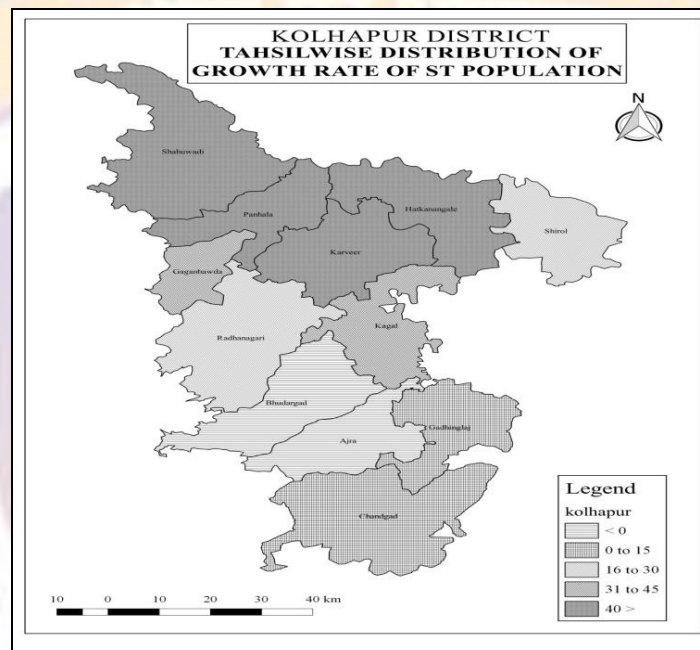 KOLHAPUR DISTRICT
TAHSILWISE DISTRIBUTION OF
GROWTH RATE OF ST POPULATION
N
Shahuwadi
Panhala
Hatkanangale
Shirol
Karveer
Gaganbawda
Kagal
Radhanagari
Bhudargad
Gadhinglaj
Ajra
Chandgad
Legend
kolhapur
< 0
0 to 15
16 to 30
31 to 45
40 >
10 0 10 20 30 40 km